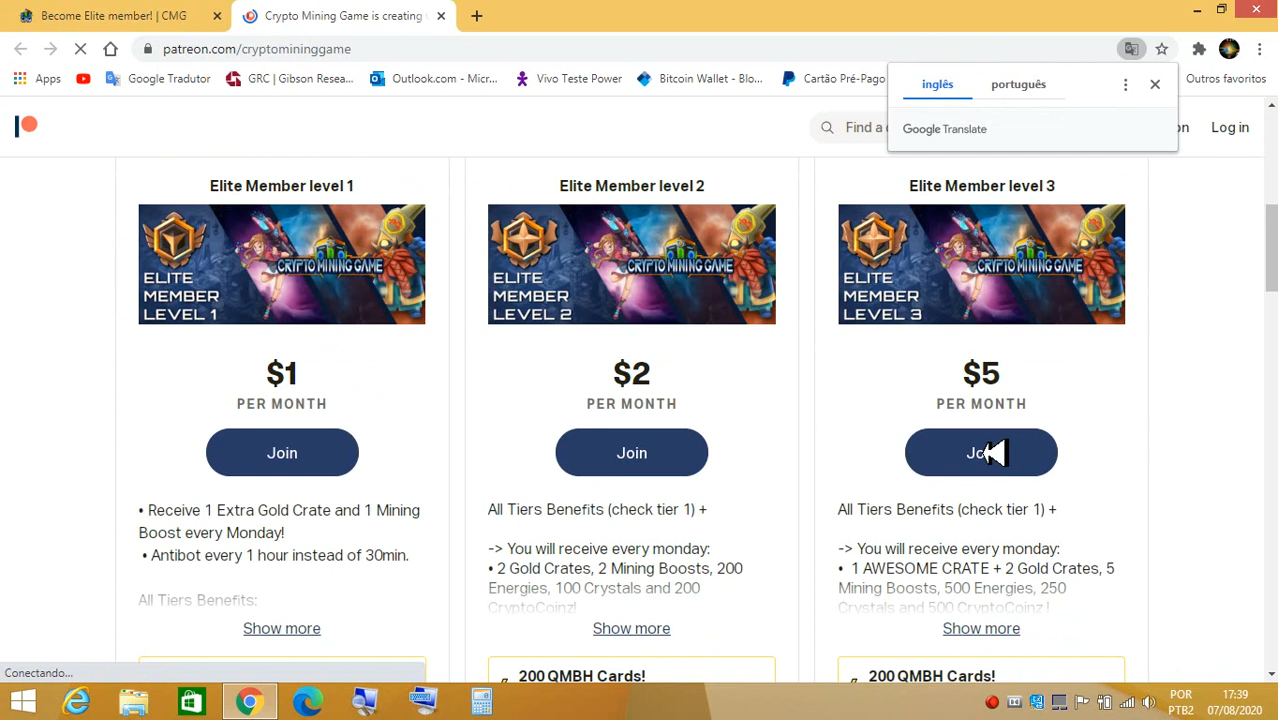 Become Elite member! | CMG
Crypto Mining Game is creating
patreon.com/cryptomininggame
Apps
Google Tradutor
GRC | Gibson Resea...
Outlook.com - Micr...
Vivo Teste Power
Bitcoin Wallet - Blo...
Cartão Pré-Pago
Outros favoritos
inglês português
Google Translate
Find a
on
Log in
Elite Member level 1
CRYPTO MINING GAME
ELITE
MEMBER
LEVEL 1
$1
PER MONTH
Join
• Receive 1 Extra Gold Crate and 1 Mining
Boost every Monday!
• Antibot every 1 hour instead of 30min.
All Tiers Benefits:
Show more
Elite Member level 2
CRYPTO MINING GAME
ELITE
MEMBER
LEVEL 2
$2
PER MONTH
Join
All Tiers Benefits (check tier 1) +
-> You will receive every monday:
• 2 Gold Crates, 2 Mining Boosts, 200
Energies, 100 Crystals and 200
CryptoCoinz!
Show more
200 QMBH Cards!
Elite Member level 3
CRYPTO MINING GAME
ELITE
MEMBER
LEVEL 3
$5
PER MONTH
Jo
All Tiers Benefits (check tier 1) +
-> You will receive every monday:
• 1 AWESOME CRATE + 2 Gold Crates, 5
Mining Boosts, 500 Energies, 250
Crystals and 500 CryptoCoinz !
Show more
200 QMBH Cards!
Conectando...
POR
PTB2
17:39
07/08/2020